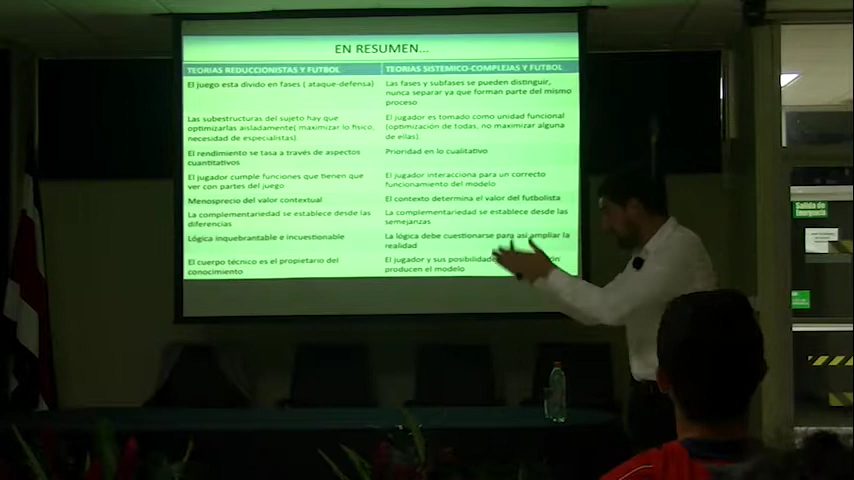 EN RESUMEN...
TEORIAS REDUCCIONISTAS Y FUTBOL
TEORIAS SISTEMICO-COMPLEJAS Y FUTBOL
El juego esta divido en fases ( ataque-defensa)
Las fases y subfases se pueden distinguir,
nunca separar ya que forman parte del mismo
proceso
Las subestructuras del sujeto hay que
optimizarlas aisladamente( maximizar lo físico,
necesidad de especialistas).
El jugador es tomado como unidad funcional
(optimización de todas, no maximizar alguna
de ellas).
El rendimiento se tasa a través de aspectos
cuantitativos
Prioridad en lo cualitativo
El jugador cumple funciones que tienen que
ver con partes del juego
El jugador interacciona para un correcto
funcionamiento del modelo
Menosprecio del valor contextual
El contexto determina el valor del futbolista
La complementariedad se establece desde las
diferencias
La complementariedad se establece desde las
semejanzas
Lógica inquebrantable e incuestionable
La lógica debe cuestionarse para así ampliar la
realidad
El cuerpo técnico es el propietario del
conocimiento
El jugador y sus posibilidade
producen el modelo
Salida de
Emergencia